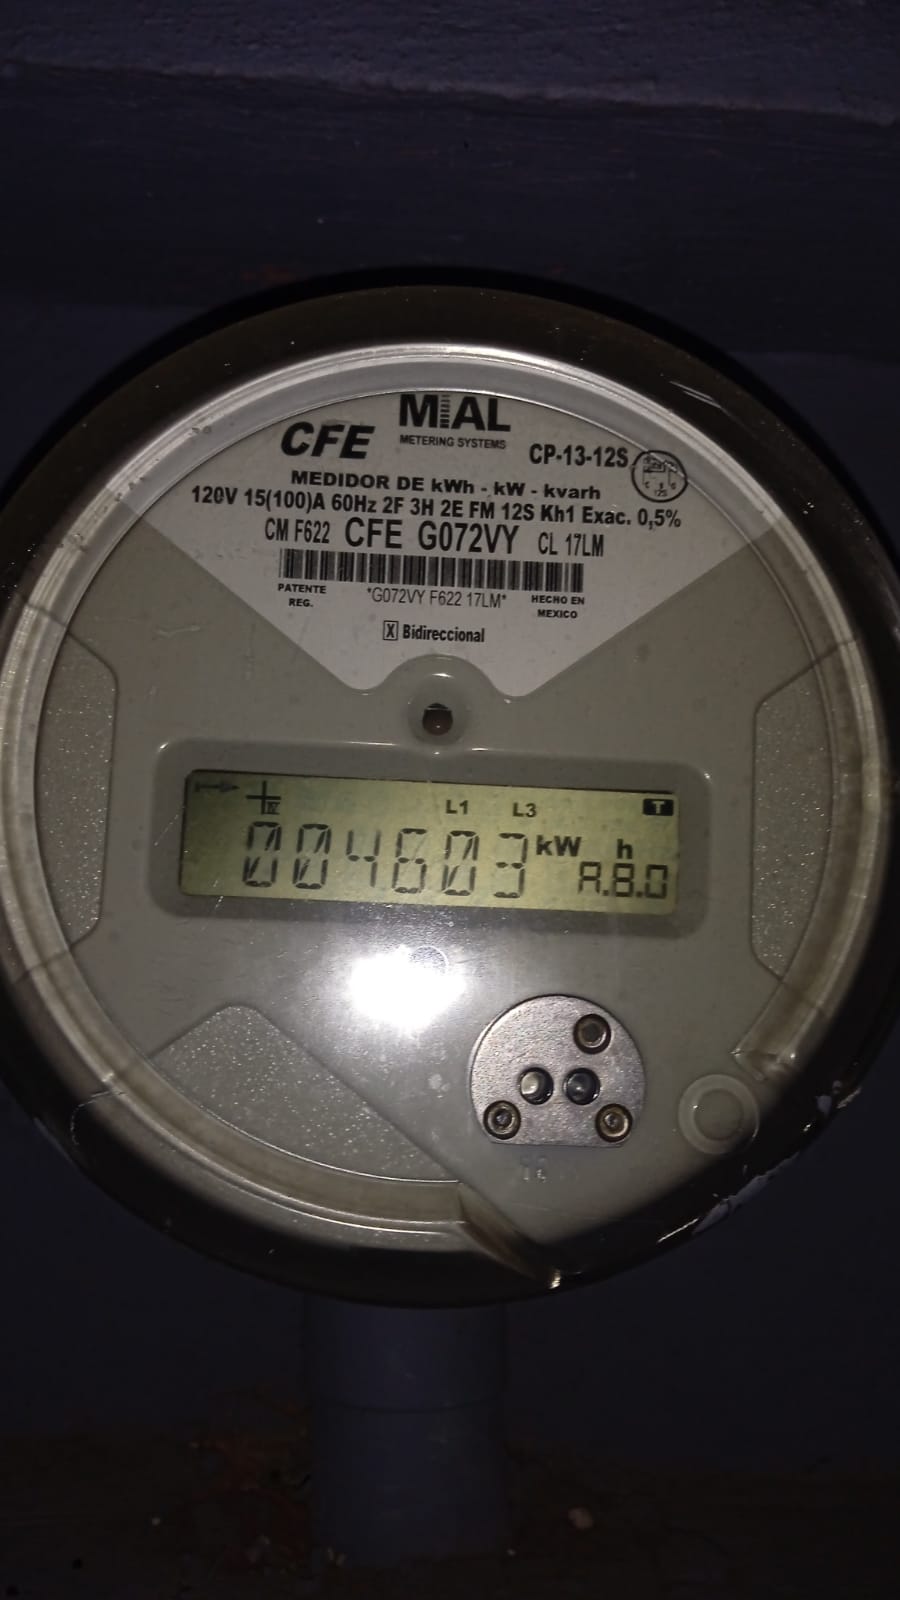 MIAL
METERING SYSTEMS
CFE
CP-13-12S
MEDIDOR DE kWh - kW - kvarh
120V 15(100)A 60Hz 2F 3H 2E FM 12S Kh1 Exac. 0,5%
CM F622 CFE G072VY CL 17LM
PATENTE REG.
*G072VY F622 17LM*
HECHO EN MEXICO
X Bidireccional
L1 L3 T
004603 kW h A.8.0